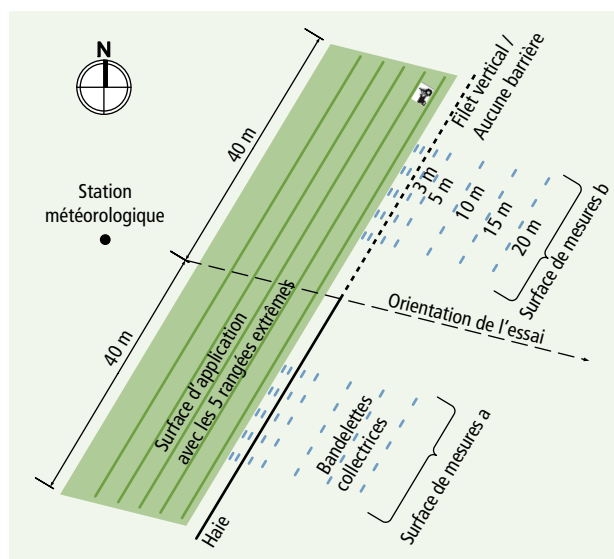 N
40 m
Filet vertical /
Aucune barrière
Station
météorologique
3 m
5 m
10 m
15 m
20 m
Surface de mesures b
Orientation de l'essai
40 m
Surface d'application
avec les 5 rangées extrêmes
Bandelettes
collectrices
Surface de mesures a
Haie